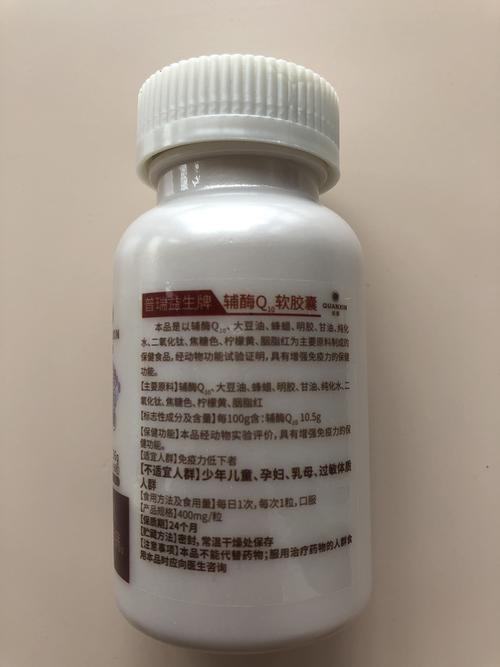 普瑞益生牌 辅酶Q10软胶囊
QUANXIN
本品是以辅酶Q10、大豆油、蜂蜡、明胶、甘油、纯化
水、二氧化钛、焦糖色、柠檬黄、胭脂红为主要原料制成的
保健食品，经动物功能试验证明，具有增强免疫力的保健
功能。
【主要原料】辅酶Q10、大豆油、蜂蜡、明胶、甘油、纯化水、二
氧化钛、焦糖色、柠檬黄、胭脂红
【标志性成分及含量】每100g含：辅酶Q10 10.5g
【保健功能】本品经动物实验评价，具有增强免疫力的保
健功能。
【适宜人群】免疫力低下者
【不适宜人群】少年儿童、孕妇、乳母、过敏体质
人群
【食用方法及食用量】每日1次，每次1粒，口服
【产品规格】400mg/粒
【保质期】24个月
【贮藏方法】密封，常温干燥处保存
【注意事项】本品不能代替药物；服用治疗药物的人群食
用本品时应向医生咨询